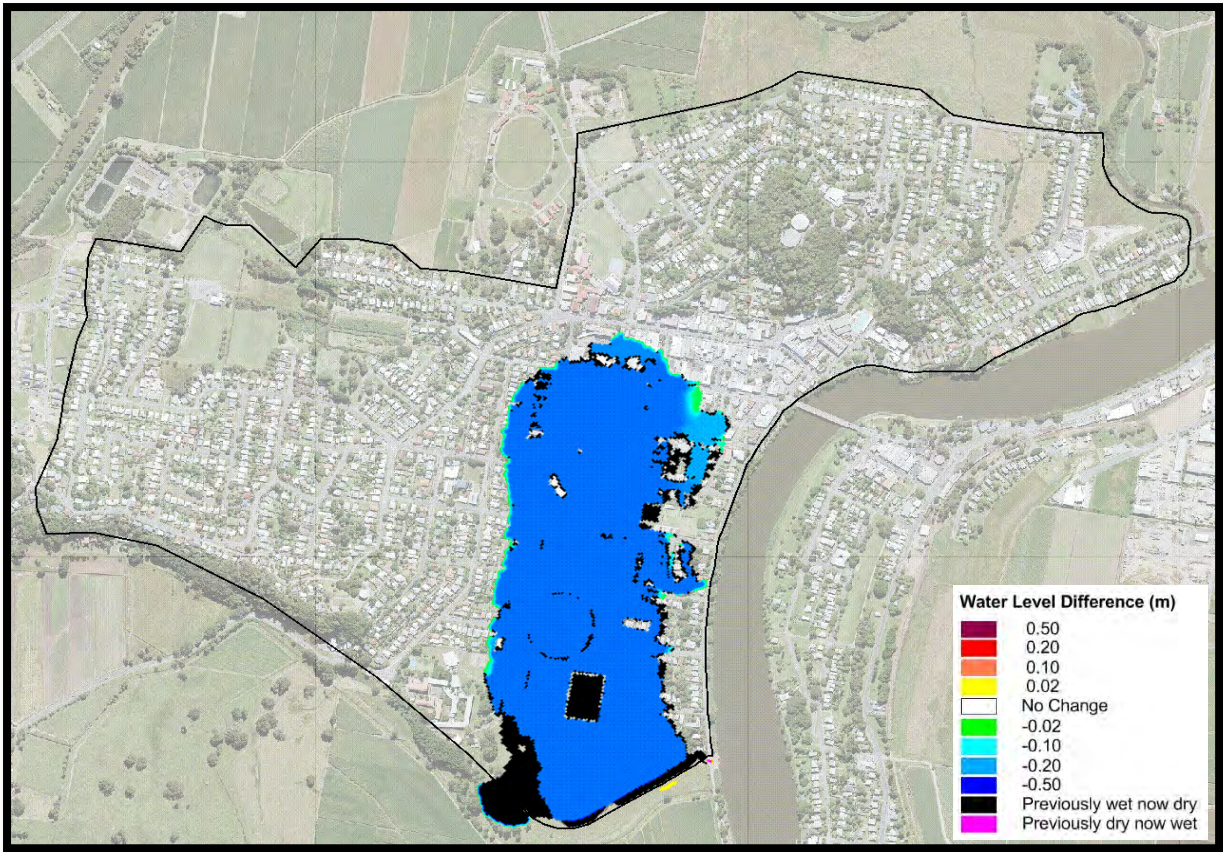 Water Level Difference (m)
0.50
0.20
0.10
0.02
No Change
-0.02
-0.10
-0.20
-0.50
Previously wet now dry
Previously dry now wet